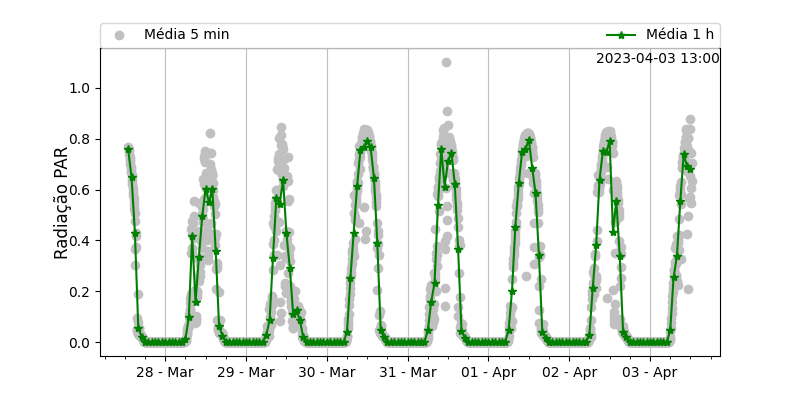 Média 5 min
Média 1 h
2023-04-03 13:00
Radiação PAR
1.0
0.8
0.6
0.4
0.2
0.0
28 - Mar
29 - Mar
30 - Mar
31 - Mar
01 - Apr
02 - Apr
03 - Apr